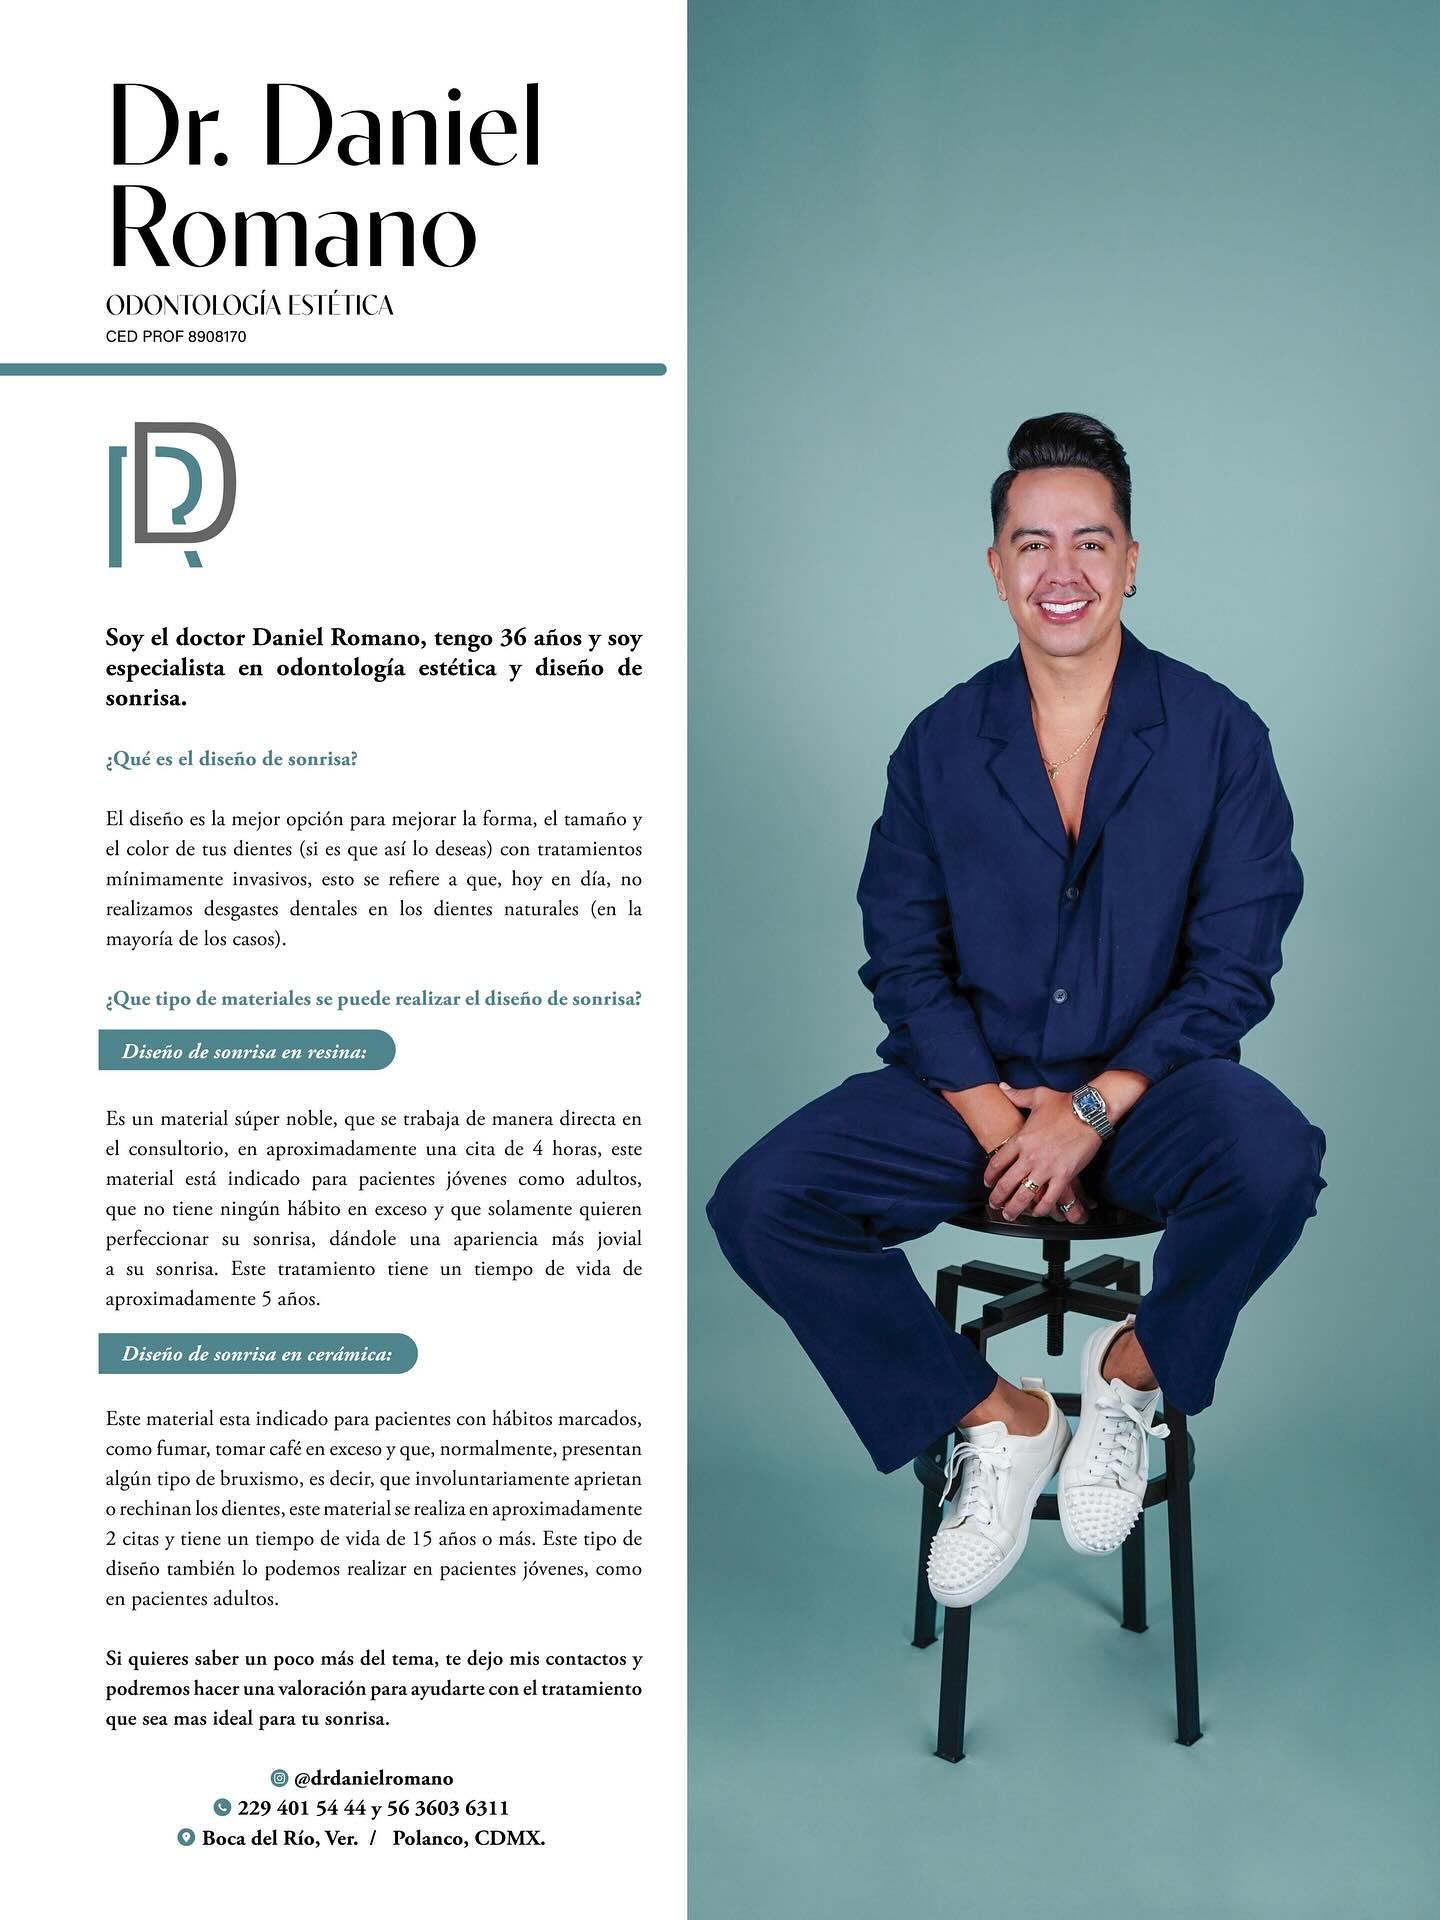 Dr. Daniel
Romano
ODONTOLOGÍA ESTÉTICA
CED PROF 8908170
DR
Soy el doctor Daniel Romano, tengo 36 años y soy
especialista en odontología estética y diseño de
sonrisa.
¿Qué es el diseño de sonrisa?
El diseño es la mejor opción para mejorar la forma, el tamaño y
el color de tus dientes (si es que así lo deseas) con tratamientos
mínimamente invasivos, esto se refiere a que, hoy en día, no
realizamos desgastes dentales en los dientes naturales (en la
mayoría de los casos).
¿Que tipo de materiales se puede realizar el diseño de sonrisa?
Diseño de sonrisa en resina:
Es un material súper noble, que se trabaja de manera directa en
el consultorio, en aproximadamente una cita de 4 horas, este
material está indicado para pacientes jóvenes como adultos,
que no tiene ningún hábito en exceso y que solamente quieren
perfeccionar su sonrisa, dándole una apariencia más jovial
a su sonrisa. Este tratamiento tiene un tiempo de vida de
aproximadamente 5 años.
Diseño de sonrisa en cerámica:
Este material esta indicado para pacientes con hábitos marcados,
como fumar, tomar café en exceso y que, normalmente, presentan
algún tipo de bruxismo, es decir, que involuntariamente aprietan
o rechinan los dientes, este material se realiza en aproximadamente
2 citas y tiene un tiempo de vida de 15 años o más. Este tipo de
diseño también lo podemos realizar en pacientes jóvenes, como
en pacientes adultos.
Si quieres saber un poco más del tema, te dejo mis contactos y
podremos hacer una valoración para ayudarte con el tratamiento
que sea mas ideal para tu sonrisa.
@drdanielromano
229 401 54 44 y 56 3603 6311
Boca del Río, Ver. / Polanco, CDMX.